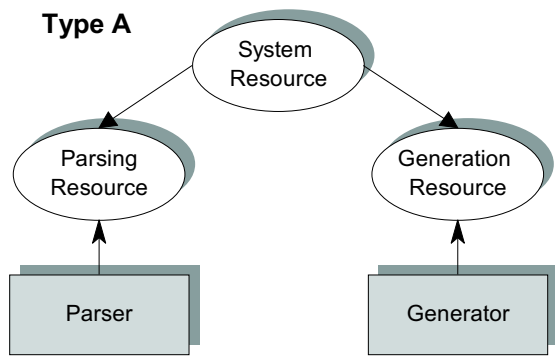 Type A
System
Resource
Parsing
Resource
Generation
Resource
Parser
Generator